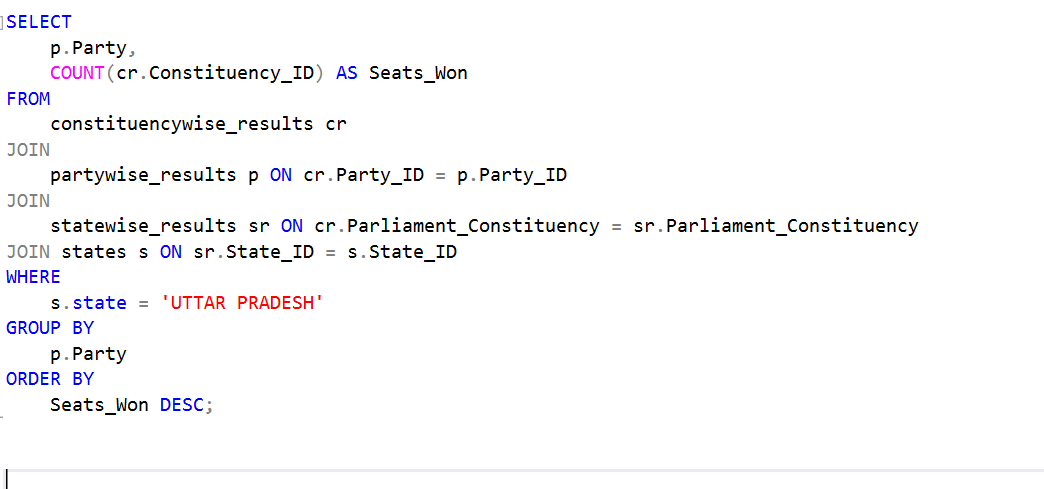 SELECT
    p.Party,
    COUNT(cr.Constituency_ID) AS Seats_Won
FROM
    constituencywise_results cr
JOIN
    partywise_results p ON cr.Party_ID = p.Party_ID
JOIN
    statewise_results sr ON cr.Parliament_Constituency = sr.Parliament_Constituency
JOIN states s ON sr.State_ID = s.State_ID
WHERE
    s.state = 'UTTAR PRADESH'
GROUP BY
    p.Party
ORDER BY
    Seats_Won DESC;